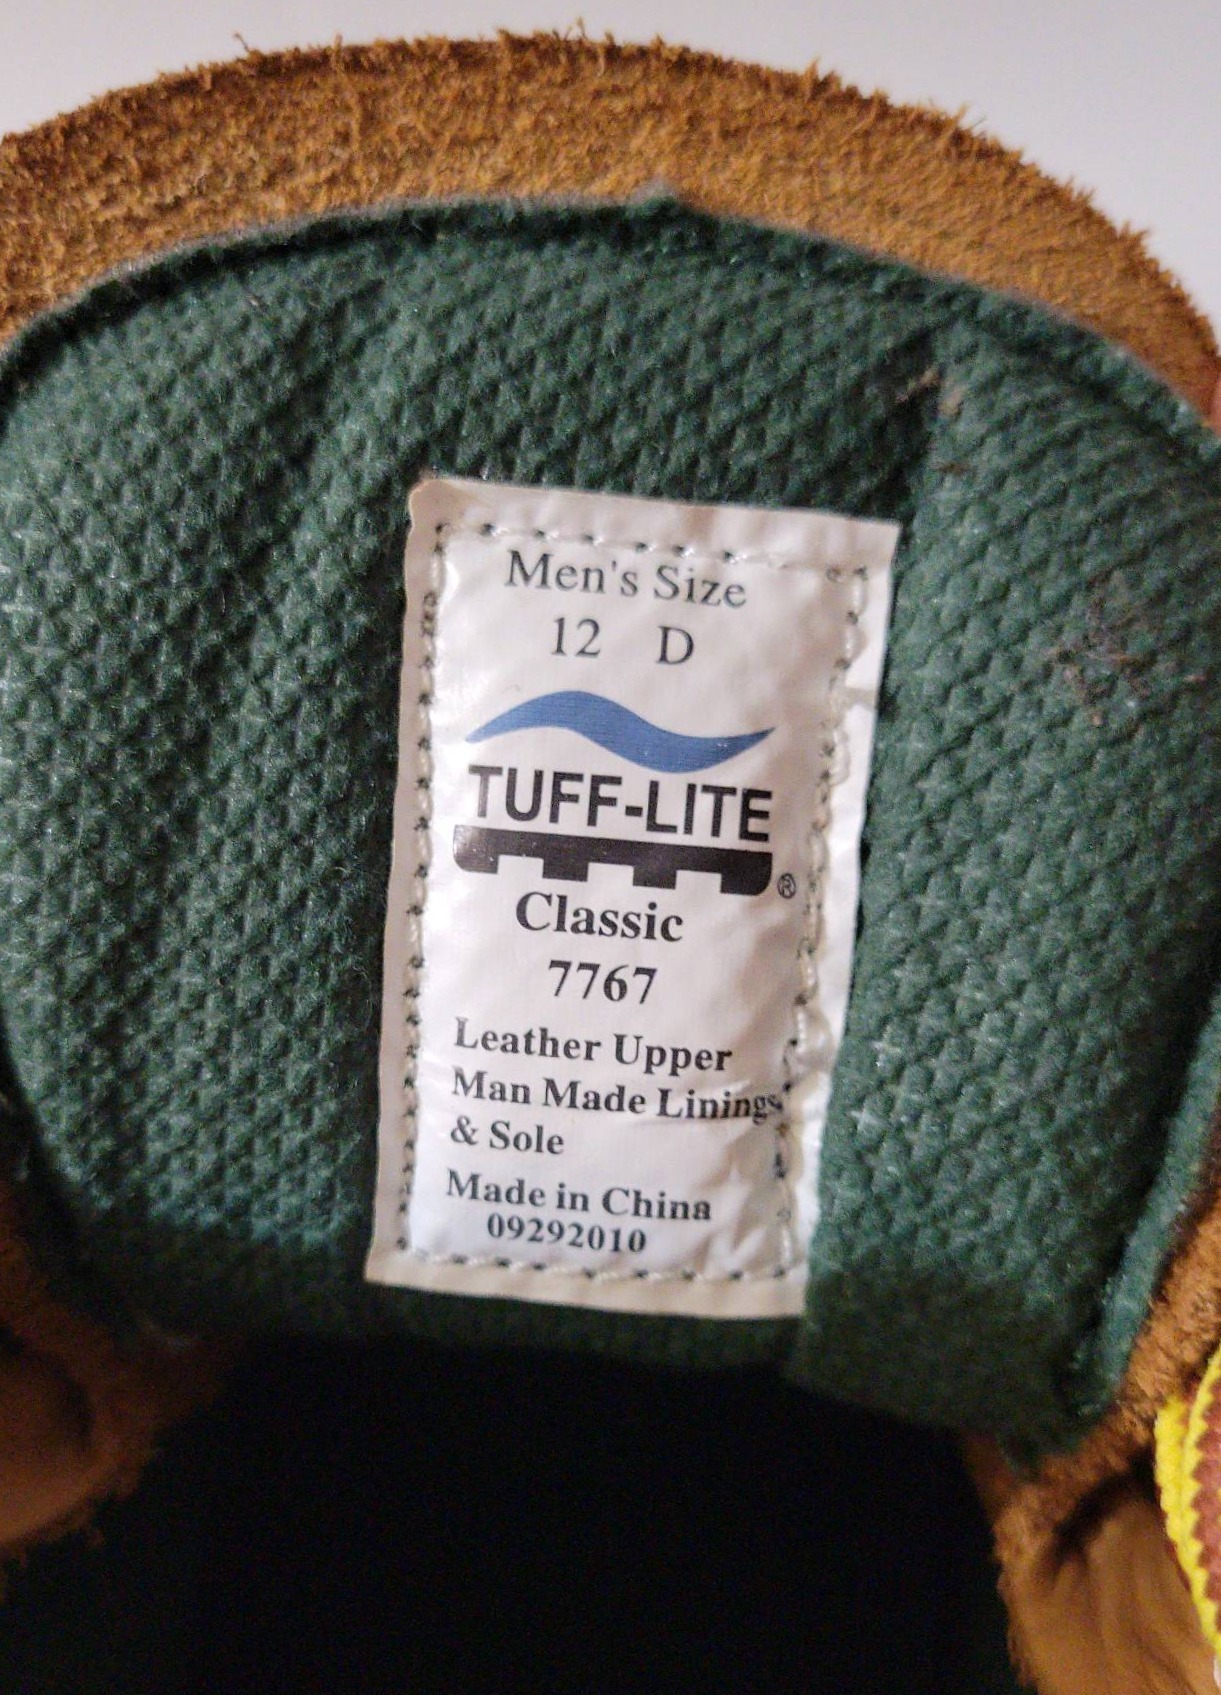 Men's Size
12 D
TUFF-LITE
®
Classic
7767
Leather Upper
Man Made Linings
& Sole
Made in China
09292010